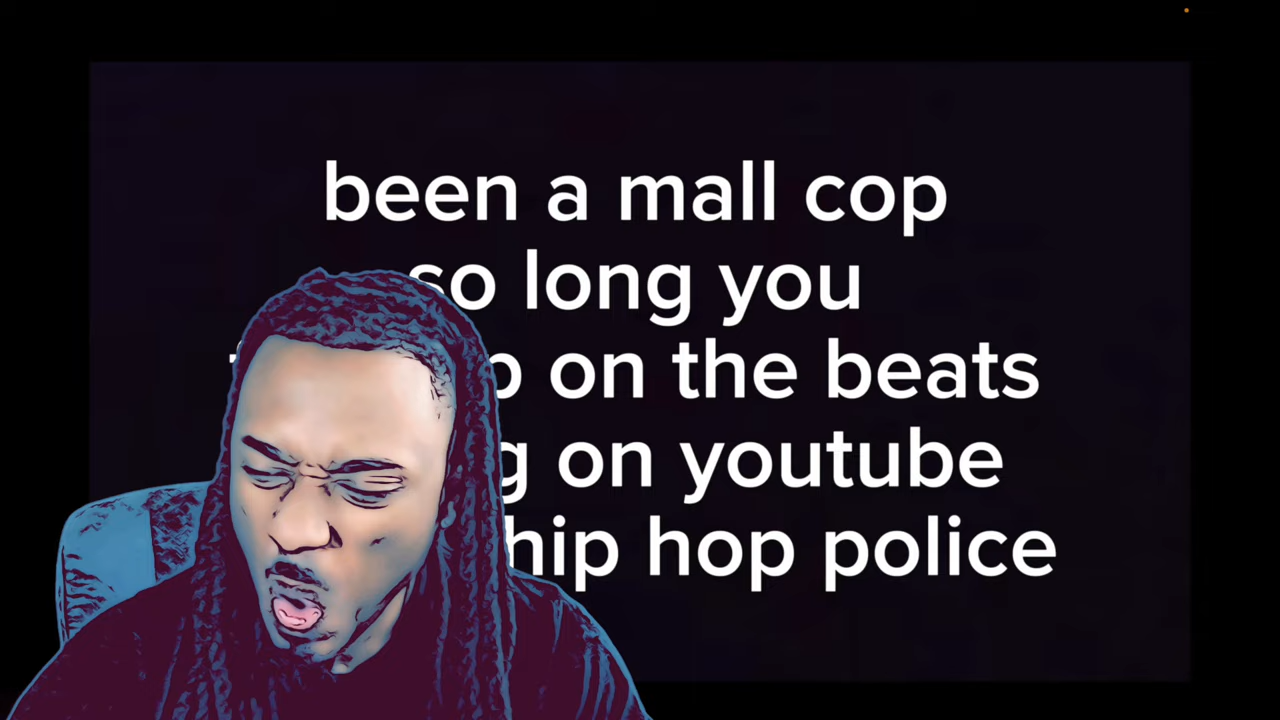 been a mall cop
so long you
on the beats
on youtube
hip hop police